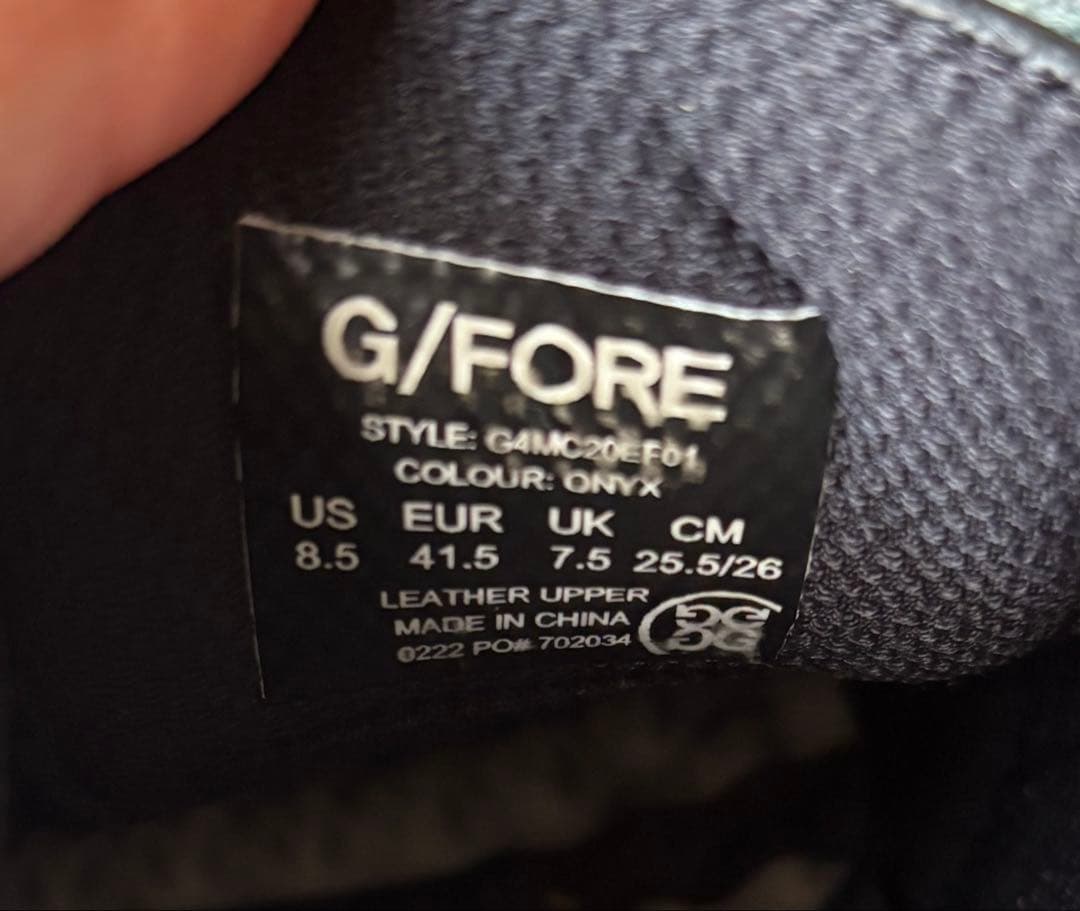 G/FORE
STYLE: G4MC20EF01
COLOUR: ONYX
US EUR UK CM
8.5 41.5 7.5 25.5/26
LEATHER UPPER
MADE IN CHINA
0222 PO# 702034